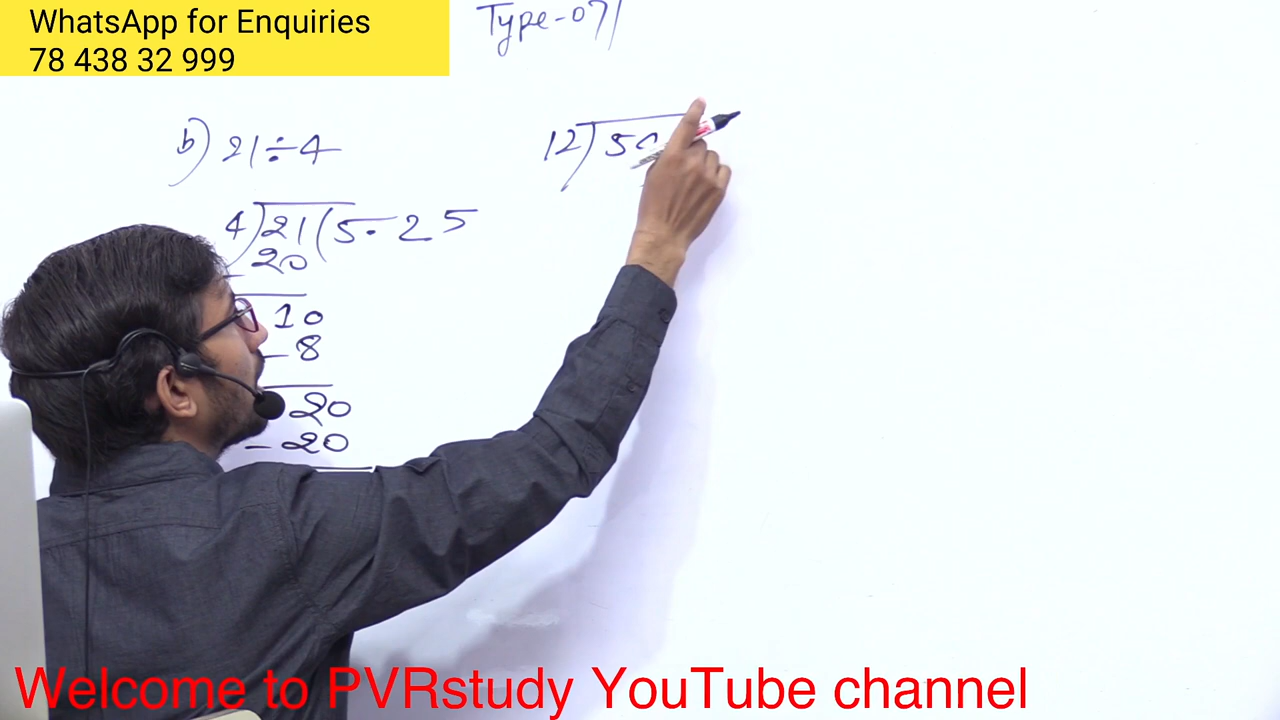 WhatsApp for Enquiries
78 438 32 999
Type-07
b) 21÷4
4)21(5.25
20
10
-8
20
-20
12)50
Welcome to PVRstudy YouTube channel